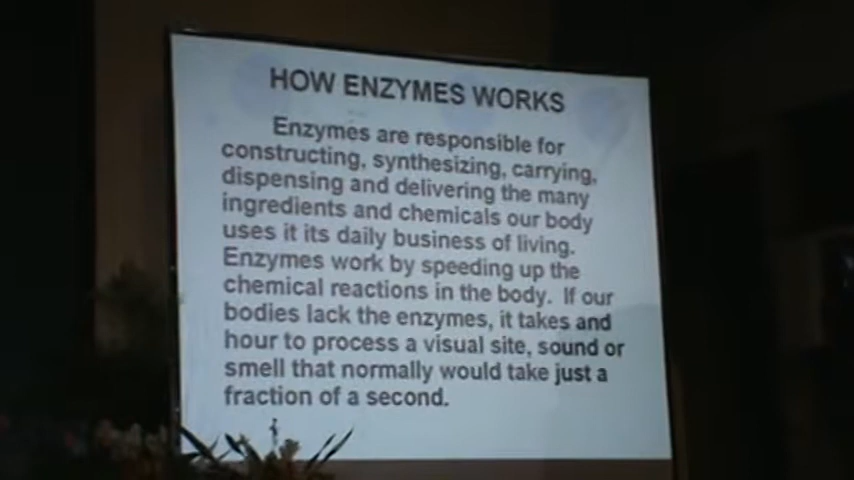 HOW ENZYMES WORKS
Enzymes are responsible for
constructing, synthesizing, carrying,
dispensing and delivering the many
ingredients and chemicals our body
uses it its daily business of living.
Enzymes work by speeding up the
chemical reactions in the body. If our
bodies lack the enzymes, it takes and
hour to process a visual site, sound or
smell that normally would take just a
fraction of a second.